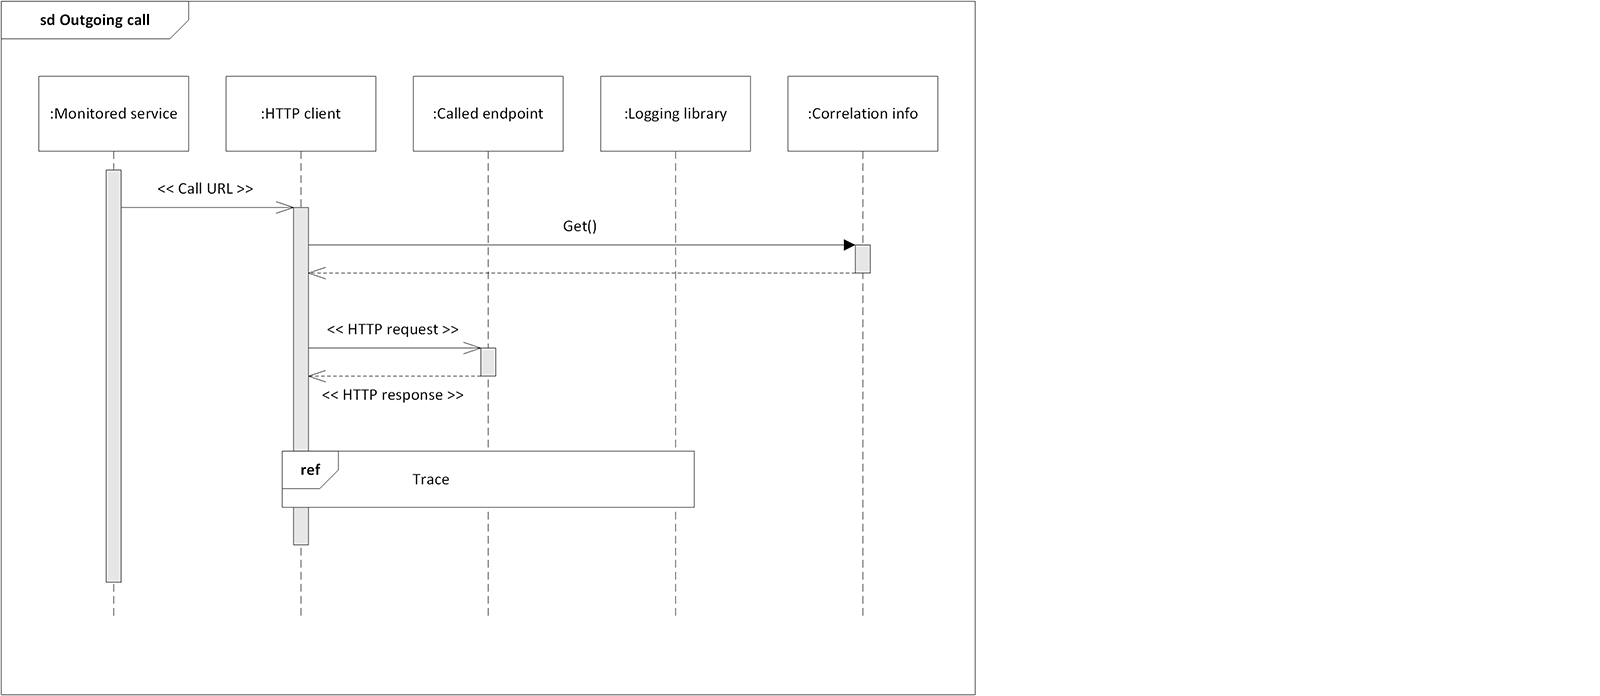 sd Outgoing call
:Monitored service
:HTTP client
:Called endpoint
:Logging library
:Correlation info
<< Call URL >>
Get()
<< HTTP request >>
<< HTTP response >>
ref
Trace